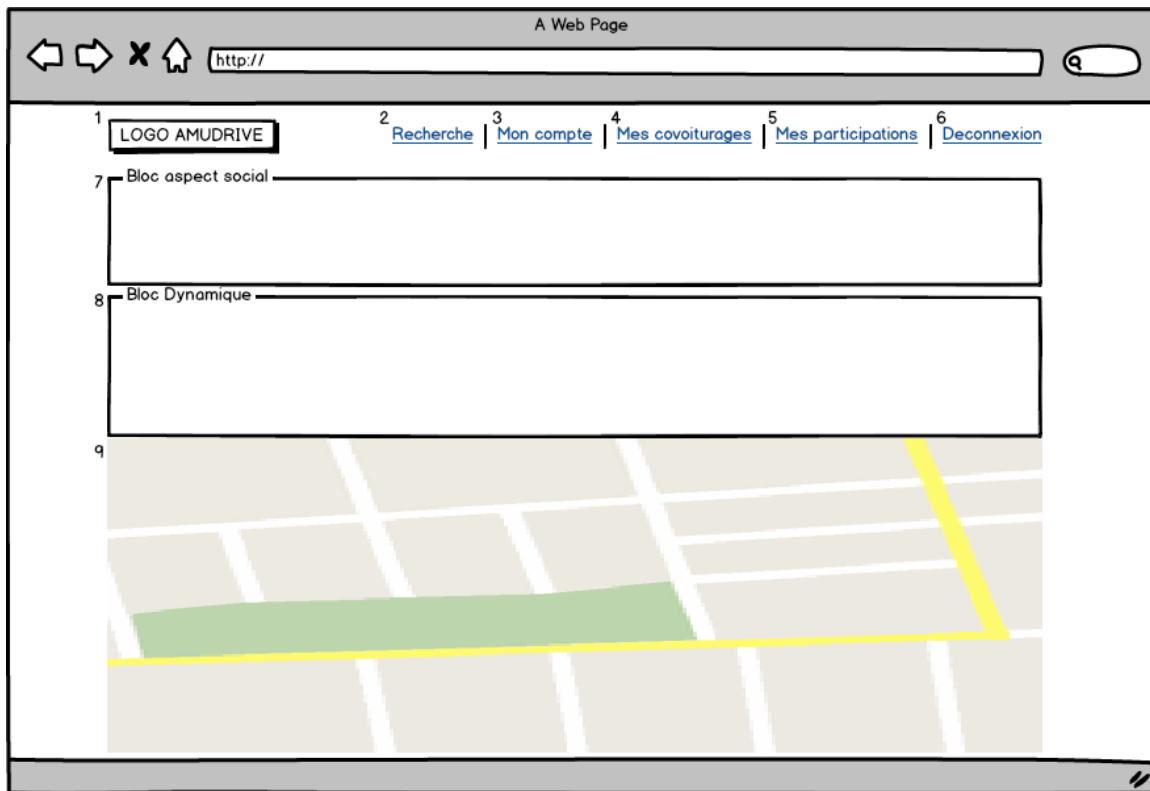 A Web Page
http://
1 LOGO AMUDRIVE 2 Recherche 3 Mon compte 4 Mes covoiturages 5 Mes participations 6 Deconnexion
7 Bloc aspect social
8 Bloc Dynamique
9